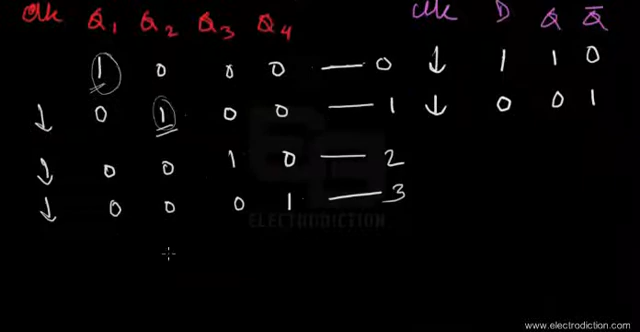 clk Q1 Q2 Q3 Q4 clk D Q Q̅
1 0 0 0 — 0 ↓ 1 1 0
↓ 0 1 0 0 — 1 ↓ 0 0 1
↓ 0 0 1 0 — 2
↓ 0 0 0 1 — 3
ELECTRODICTION
www.electrodiction.com